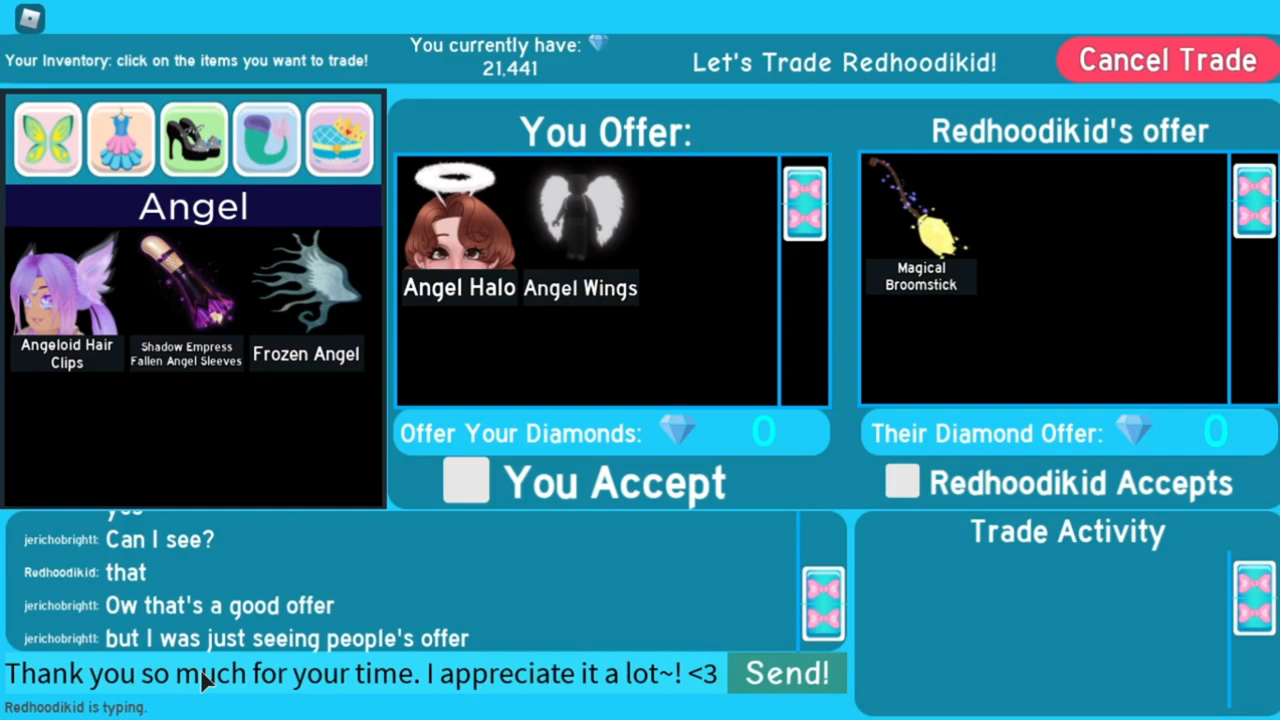 Your Inventory: click on the items you want to trade!
You currently have:
21,441
Let's Trade Redhoodikid!
Cancel Trade
Angel
Angeloid Hair
Clips
Shadow Empress
Fallen Angel Sleeves
Frozen Angel
You Offer:
Angel Halo
Angel Wings
Offer Your Diamonds: 0
You Accept
Redhoodikid's offer
Magical
Broomstick
Their Diamond Offer: 0
Redhoodikid Accepts
yes
jerichobright1: Can I see?
Redhoodikid: that
jerichobright1: Ow that's a good offer
jerichobright1: but I was just seeing people's offer
Thank you so much for your time. I appreciate it a lot~! <3
Send!
Redhoodikid is typing.
Trade Activity